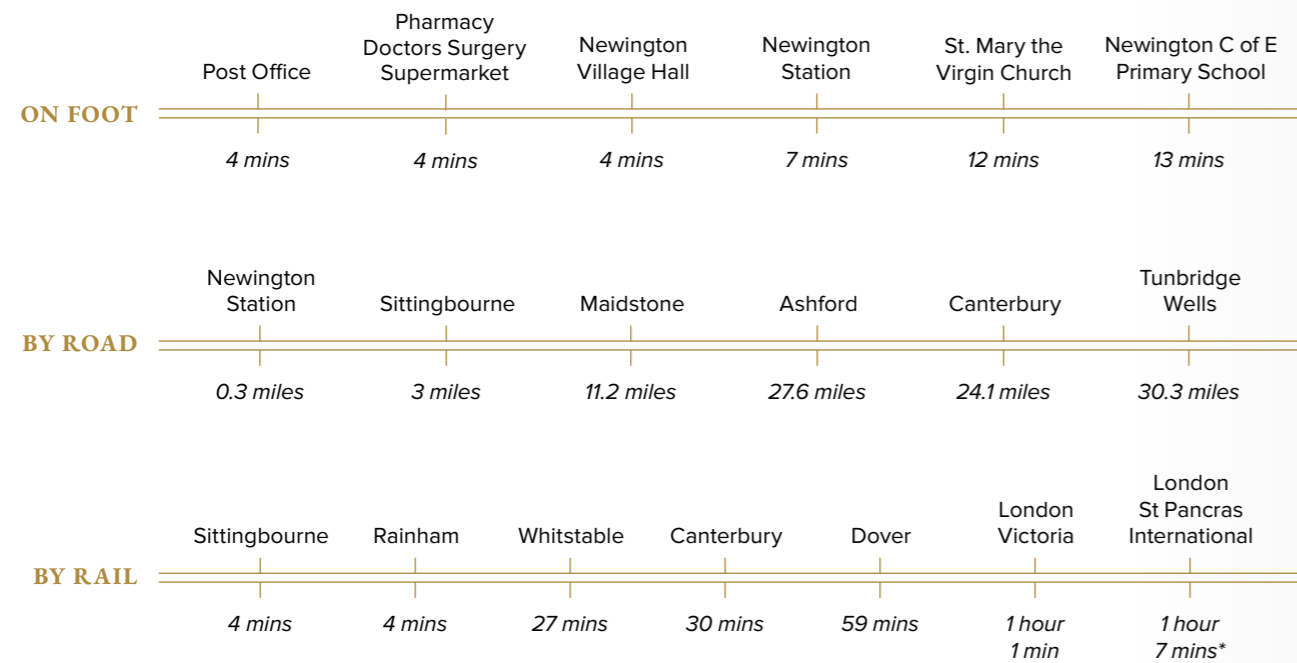 ON FOOT
Post Office
4 mins
Pharmacy
Doctors Surgery
Supermarket
4 mins
Newington
Village Hall
4 mins
Newington
Station
7 mins
St. Mary the
Virgin Church
12 mins
Newington C of E
Primary School
13 mins
BY ROAD
Newington
Station
0.3 miles
Sittingbourne
3 miles
Maidstone
11.2 miles
Ashford
27.6 miles
Canterbury
24.1 miles
Tunbridge
Wells
30.3 miles
BY RAIL
Sittingbourne
4 mins
Rainham
4 mins
Whitstable
27 mins
Canterbury
30 mins
Dover
59 mins
London
Victoria
1 hour
1 min
London
St Pancras
International
1 hour
7 mins*